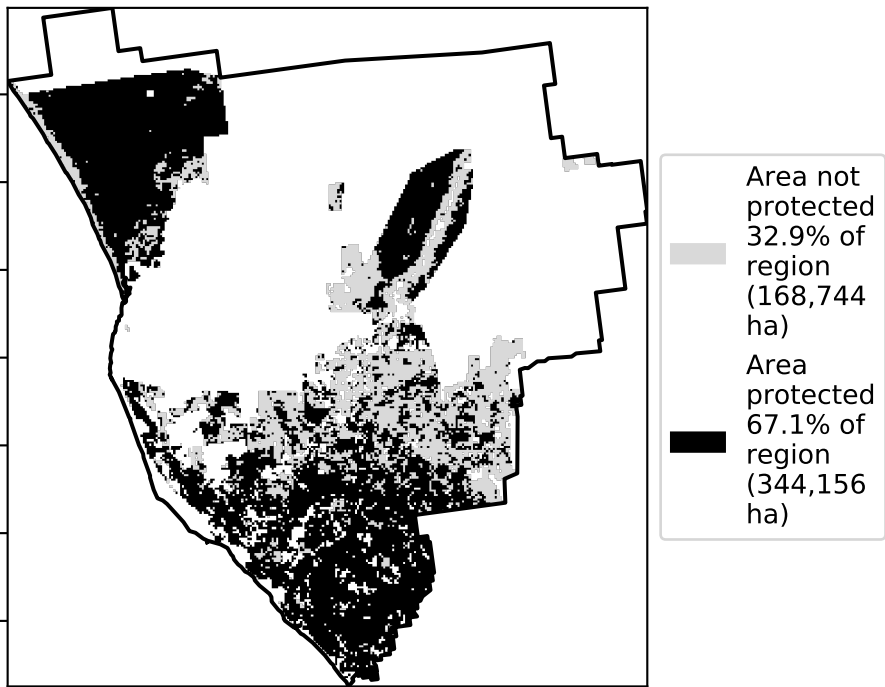 Area not
protected
32.9% of
region
(168,744
ha)
Area
protected
67.1% of
region
(344,156
ha)